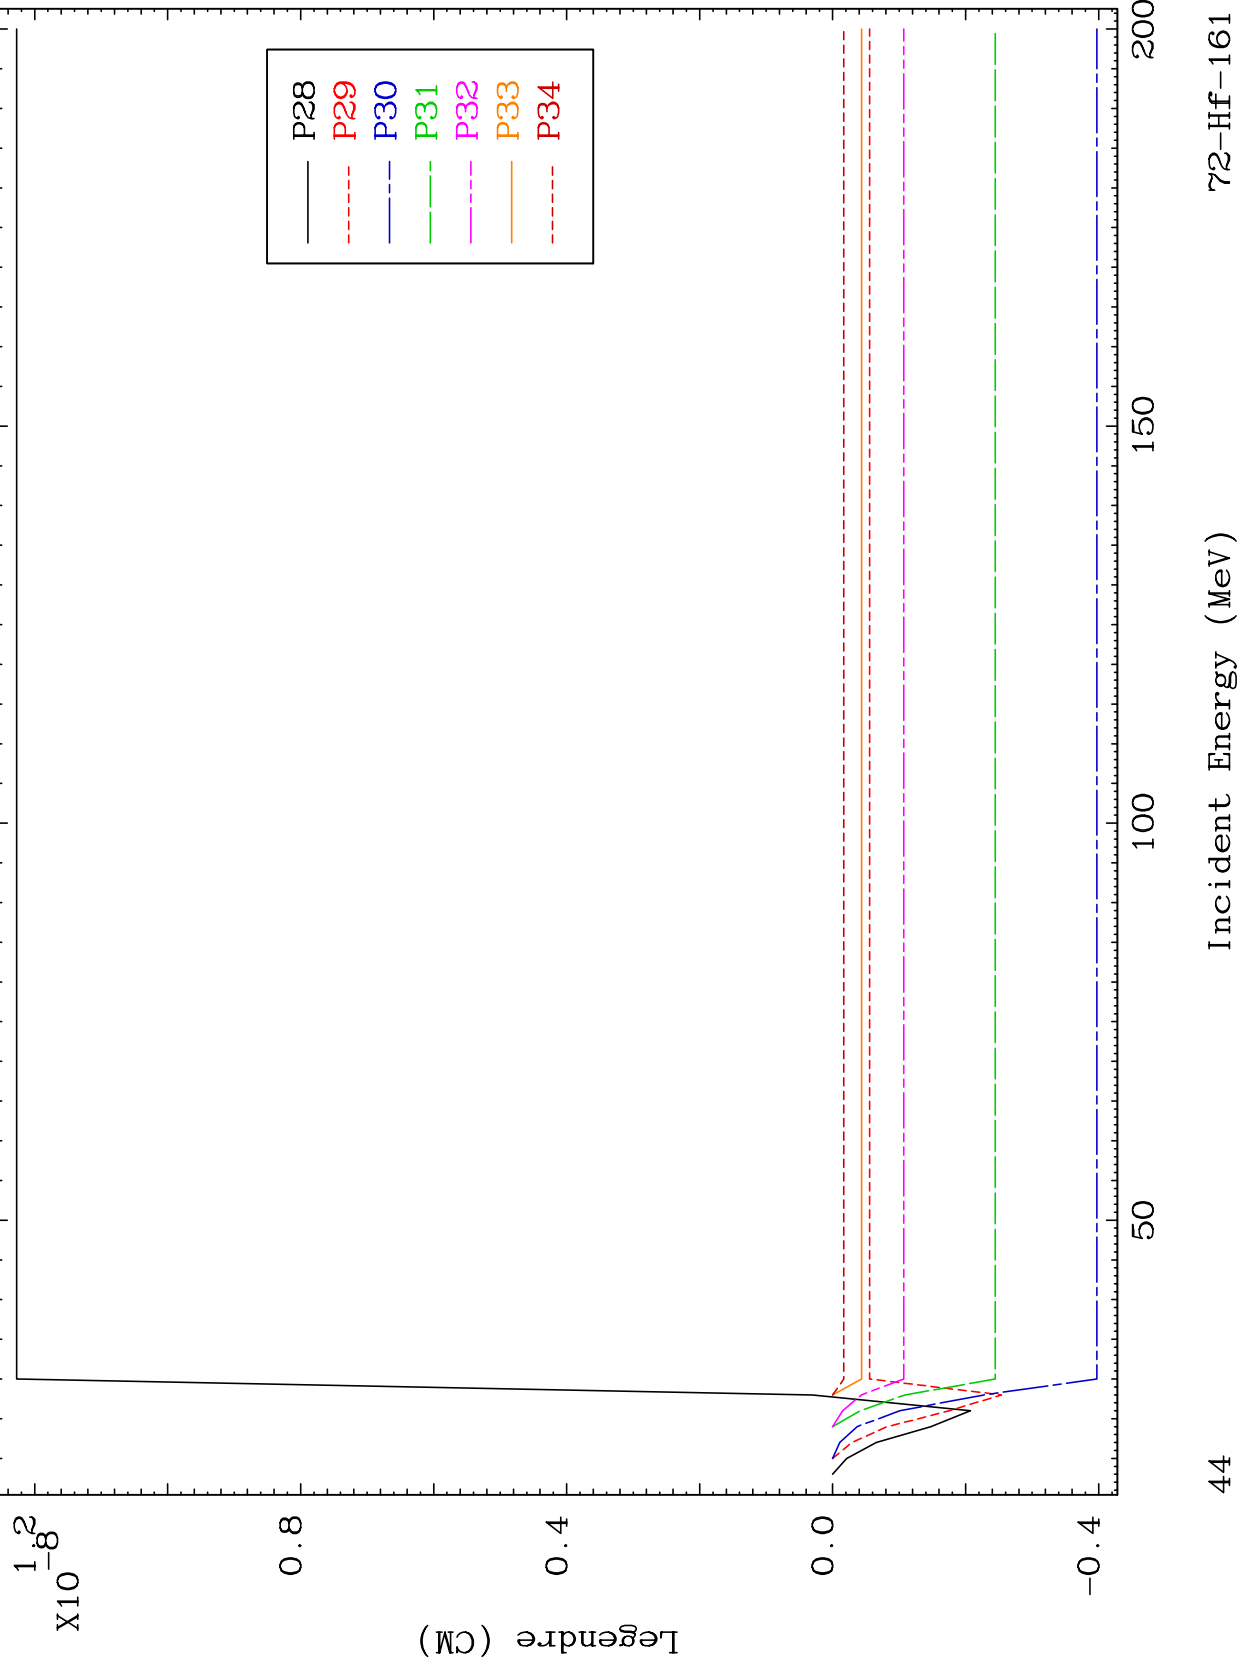 1.2
X10-8
0.8
0.4
0.0
-0.4
Legendre (CM)
P28
P29
P30
P31
P32
P33
P34
50
100
150
200
Incident Energy (MeV)
44
72-Hf-161